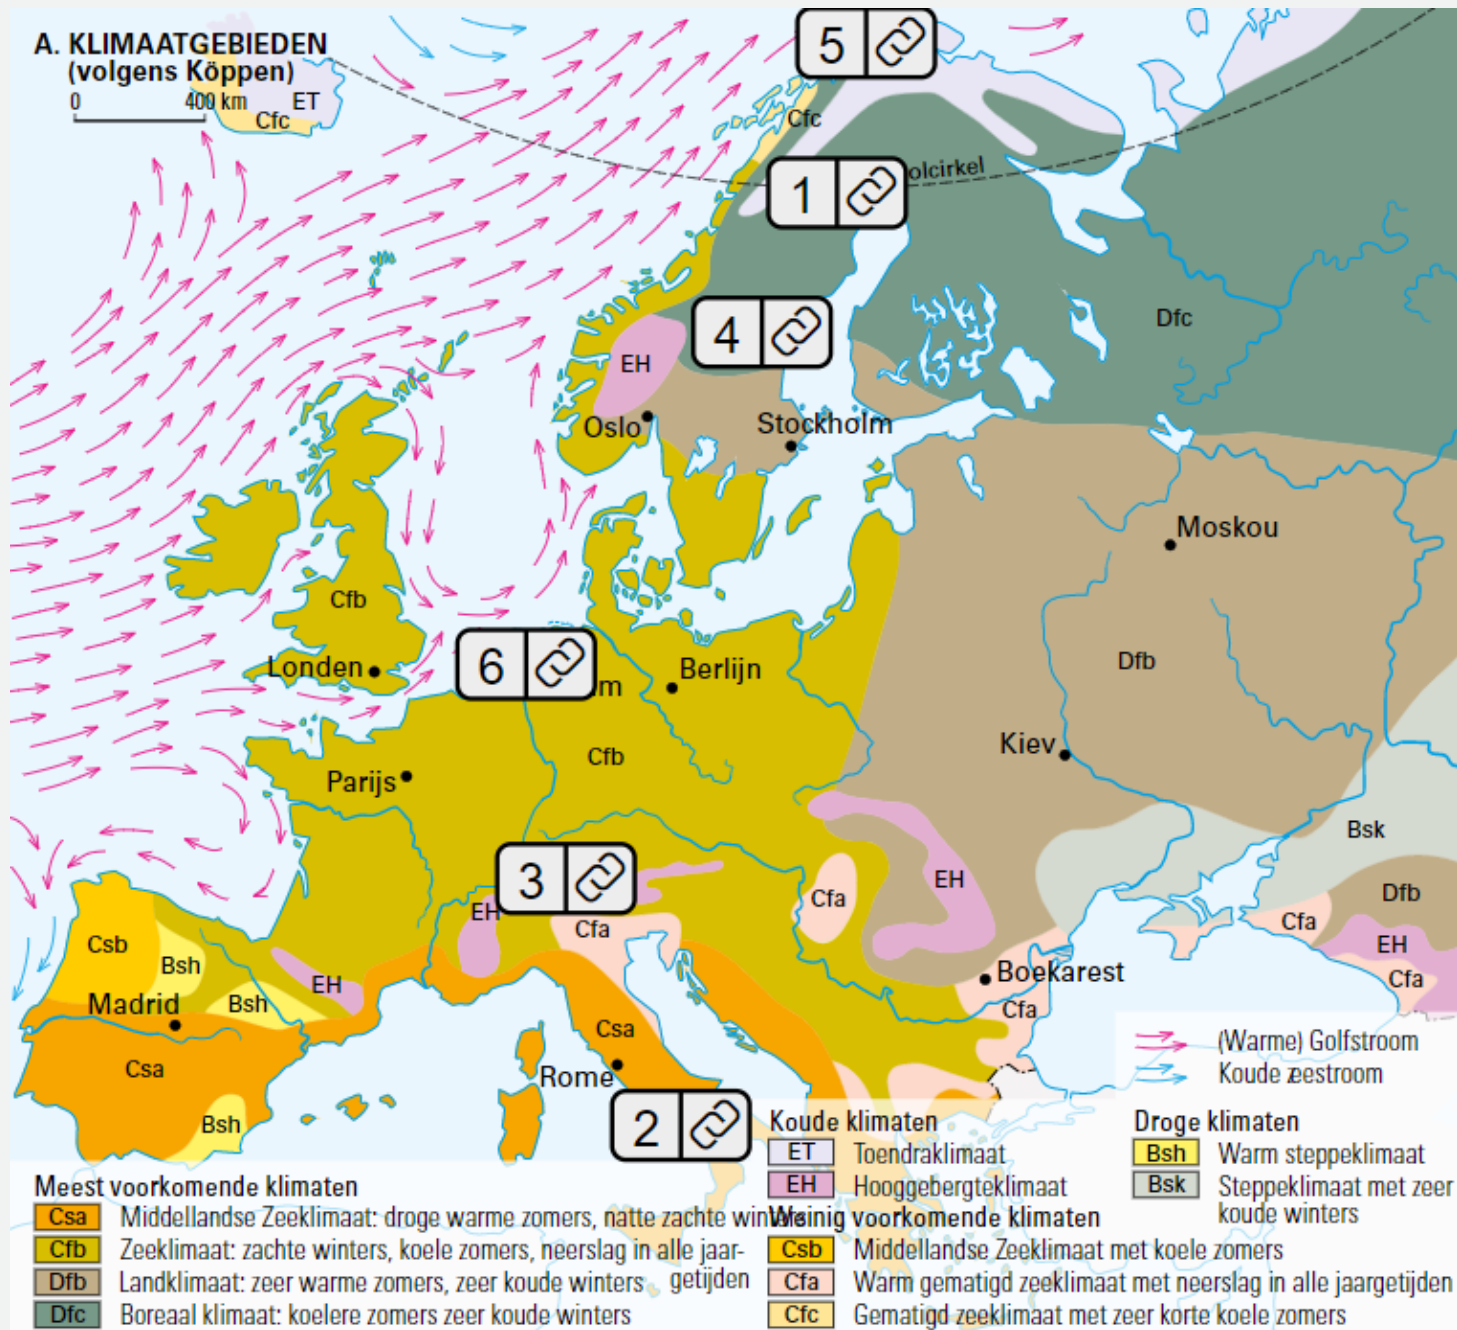 A. KLIMAATGEBIEDEN
(volgens Köppen)
0 400 km
ET
Cfc
5
Cfc
1
olcirkel
4
Dfc
EH
Oslo
Stockholm
Moskou
Cfb
Londen
6
Berlijn
Dfb
Cfb
Kiev
Parijs
Bsk
3
EH
Cfa
EH
Dfb
Cfa
Cfa
EH
Csb
Bsh
EH
Bsh
Madrid
Boekarest
Cfa
Cfa
Csa
Csa
Rome
Bsh
2
(Warme) Golfstroom
Koude zeestroom
Koude klimaten
ET Toendraklimaat
EH Hooggebergteklimaat
Droge klimaten
Bsh Warm steppeklimaat
Bsk Steppeklimaat met zeer
koude winters
Meest voorkomende klimaten
Csa Middellandse Zeeklimaat: droge warme zomers, natte zachte winters
Cfb Zeeklimaat: zachte winters, koele zomers, neerslag in alle jaar-
getijden
Dfb Landklimaat: zeer warme zomers, zeer koude winters
Dfc Boreaal klimaat: koelere zomers zeer koude winters
Weinig voorkomende klimaten
Csb Middellandse Zeeklimaat met koele zomers
Cfa Warm gematigd zeeklimaat met neerslag in alle jaargetijden
Cfc Gematigd zeeklimaat met zeer korte koele zomers